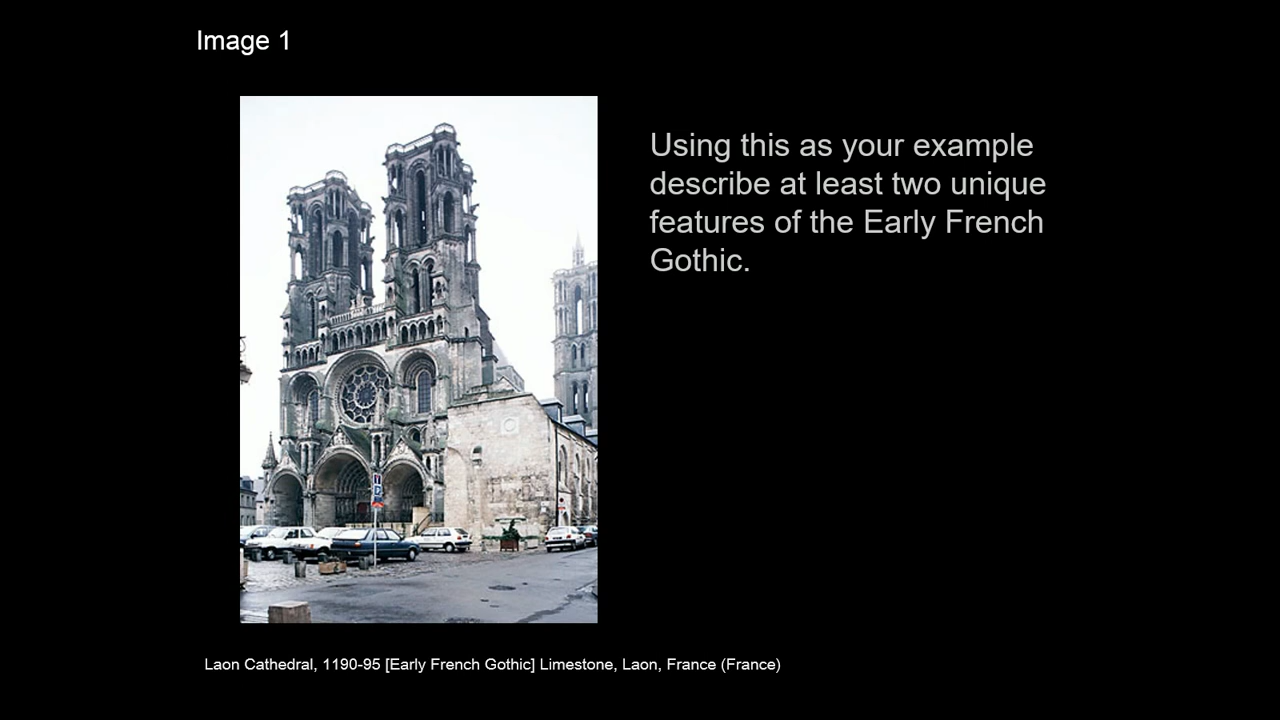 Image 1
Using this as your example
describe at least two unique
features of the Early French
Gothic.
Laon Cathedral, 1190-95 [Early French Gothic] Limestone, Laon, France (France)